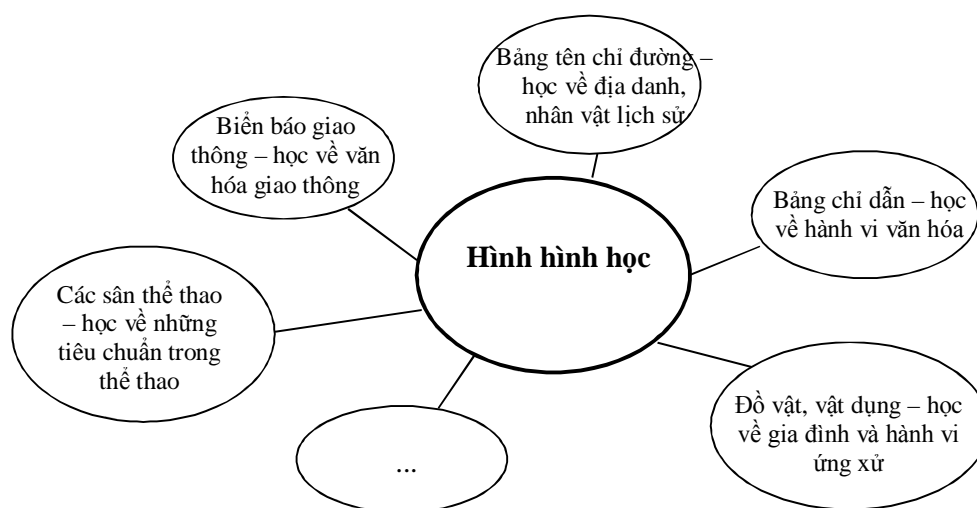 Bảng tên chỉ đường –
học về địa danh,
nhân vật lịch sử
Biển báo giao
thông – học về văn
hóa giao thông
Bảng chỉ dẫn – học
về hành vi văn hóa
Hình hình học
Các sân thể thao
– học về những
tiêu chuẩn trong
thể thao
Đồ vật, vật dụng – học
về gia đình và hành vi
ứng xử
...